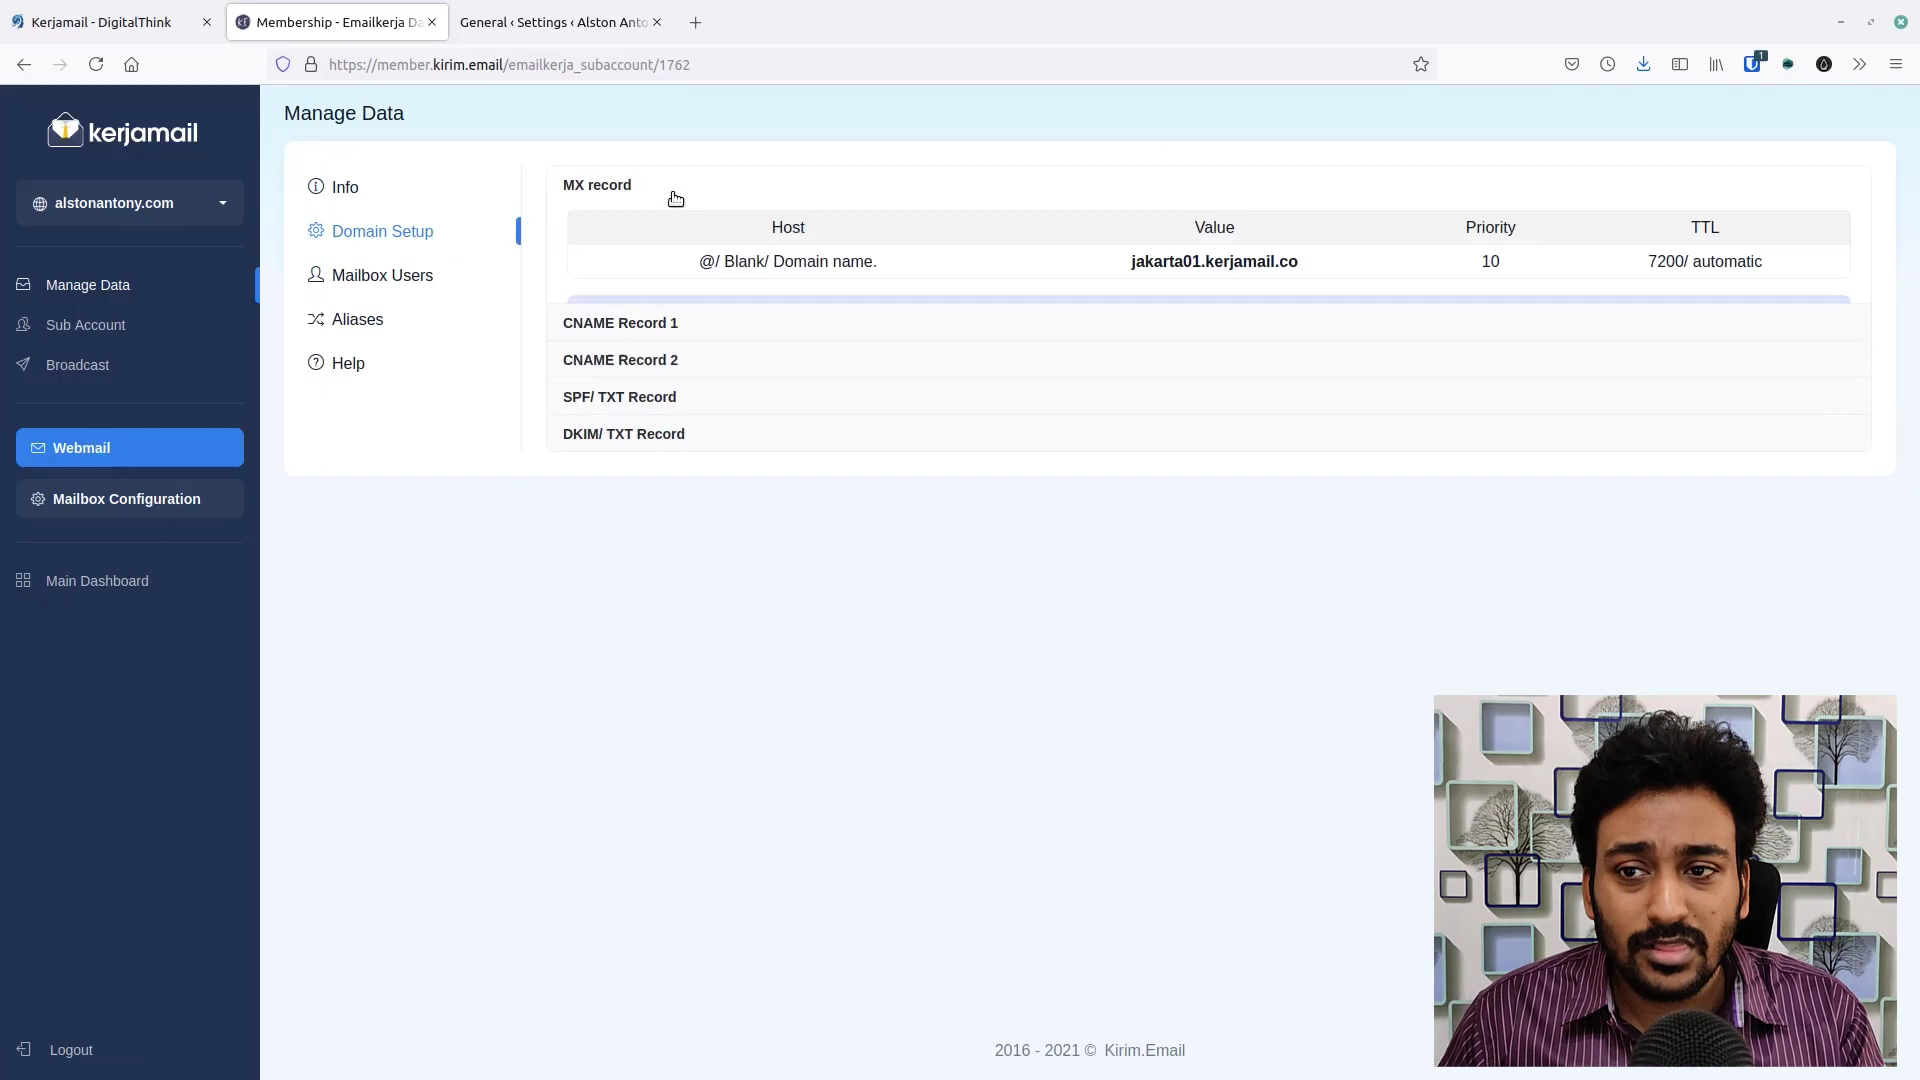 Kerjamail - DigitalThink
Membership - Emailkerja Da
General ‹ Settings ‹ Alston Anto
https://member.kirim.email/emailkerja_subaccount/1762
1
kerjamail
alstonantony.com
Manage Data
Sub Account
Broadcast
Webmail
Mailbox Configuration
Main Dashboard
Logout
Manage Data
Info
Domain Setup
Mailbox Users
Aliases
Help
MX record
Host Value Priority TTL
@/ Blank/ Domain name. jakarta01.kerjamail.co 10 7200/ automatic
CNAME Record 1
CNAME Record 2
SPF/ TXT Record
DKIM/ TXT Record
2016 - 2021 © Kirim.Email